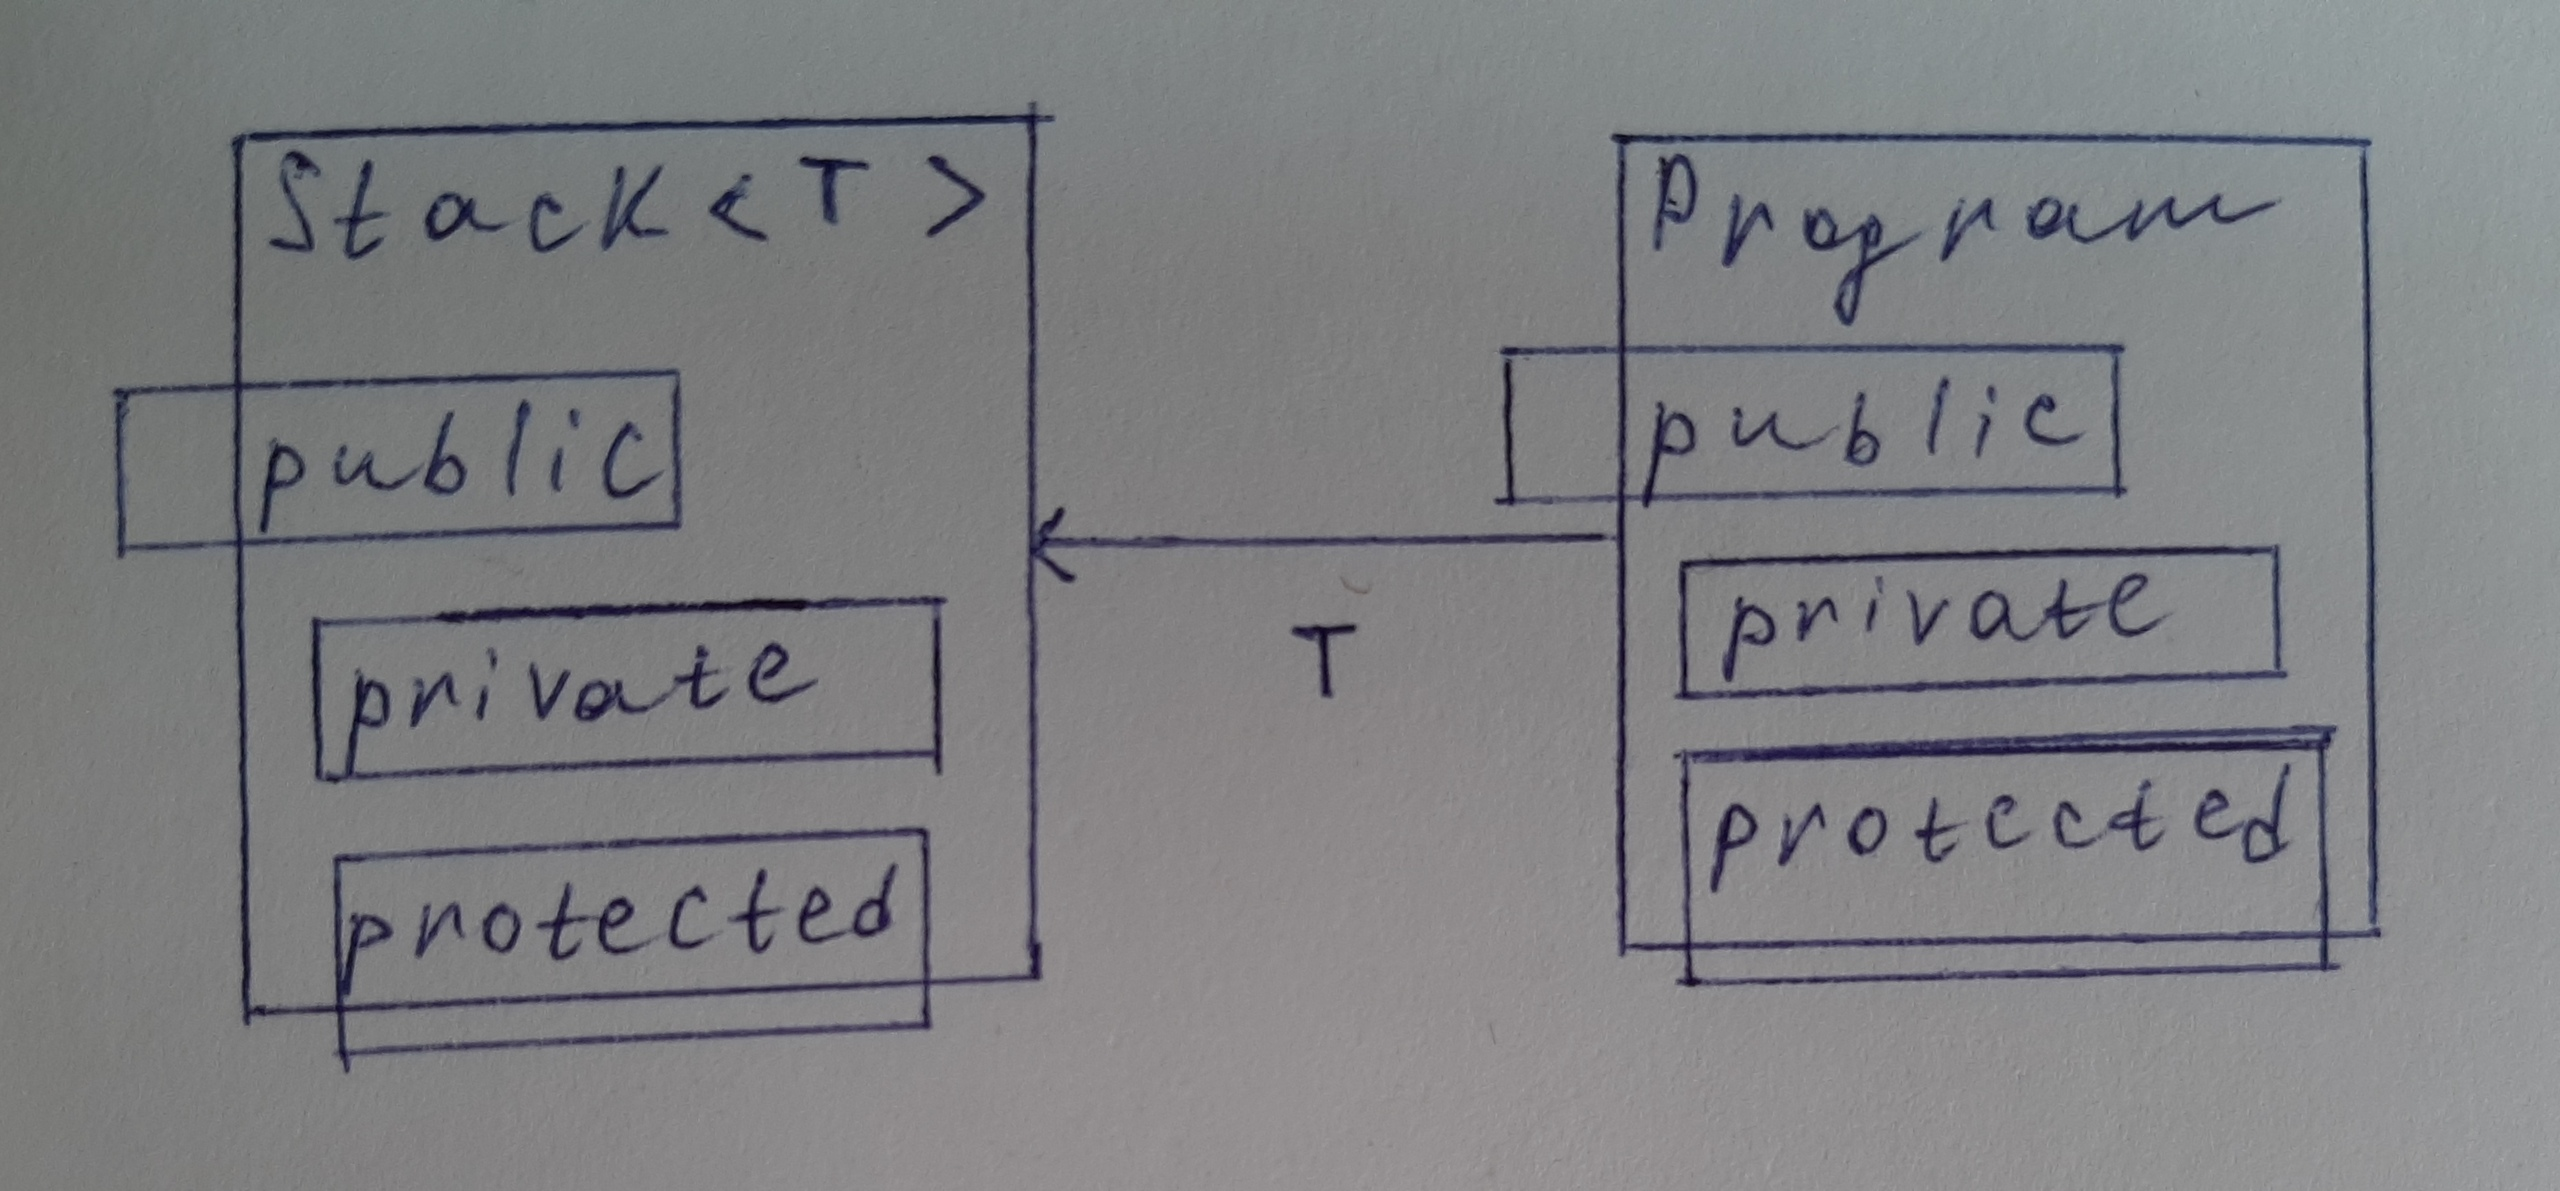 Stack<T>
public
private
protected
T
Program
public
private
protected